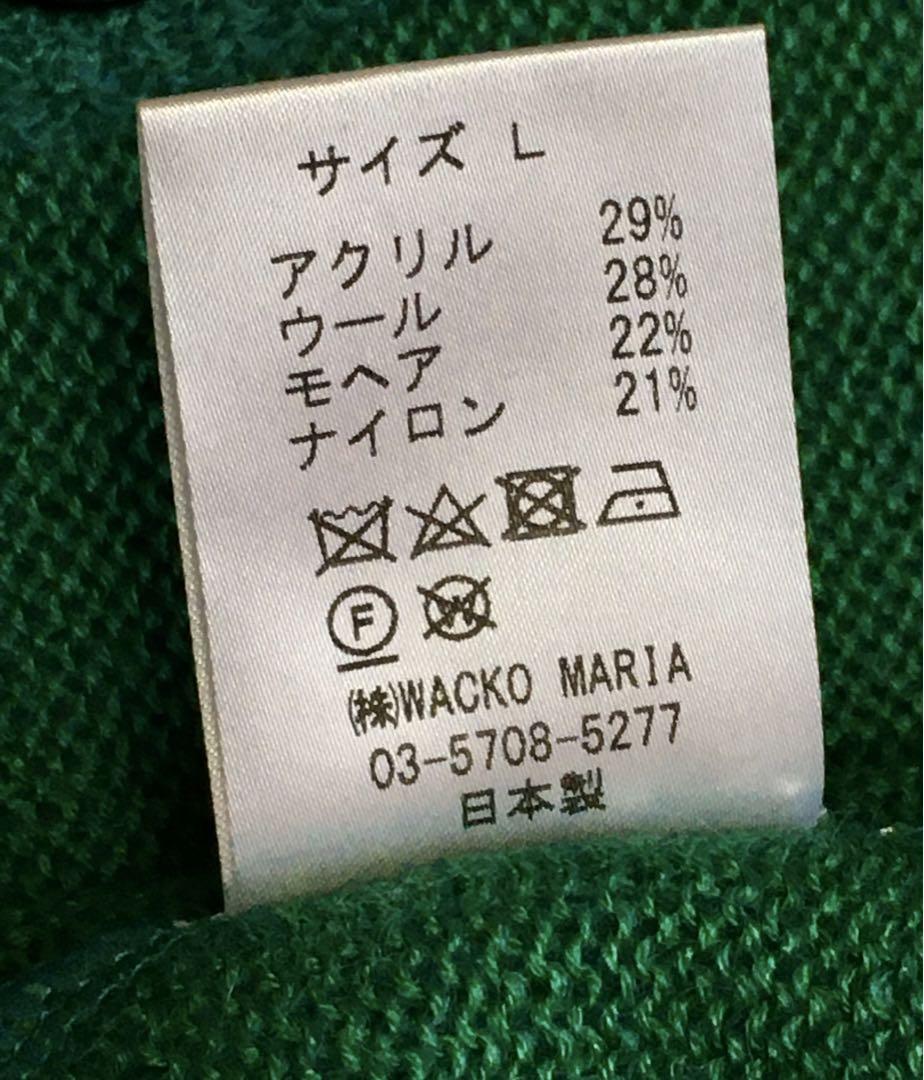 サイズ L
アクリル 29%
ウール 28%
モヘア 22%
ナイロン 21%
F W
㈱WACKO MARIA
03-5708-5277
日本製